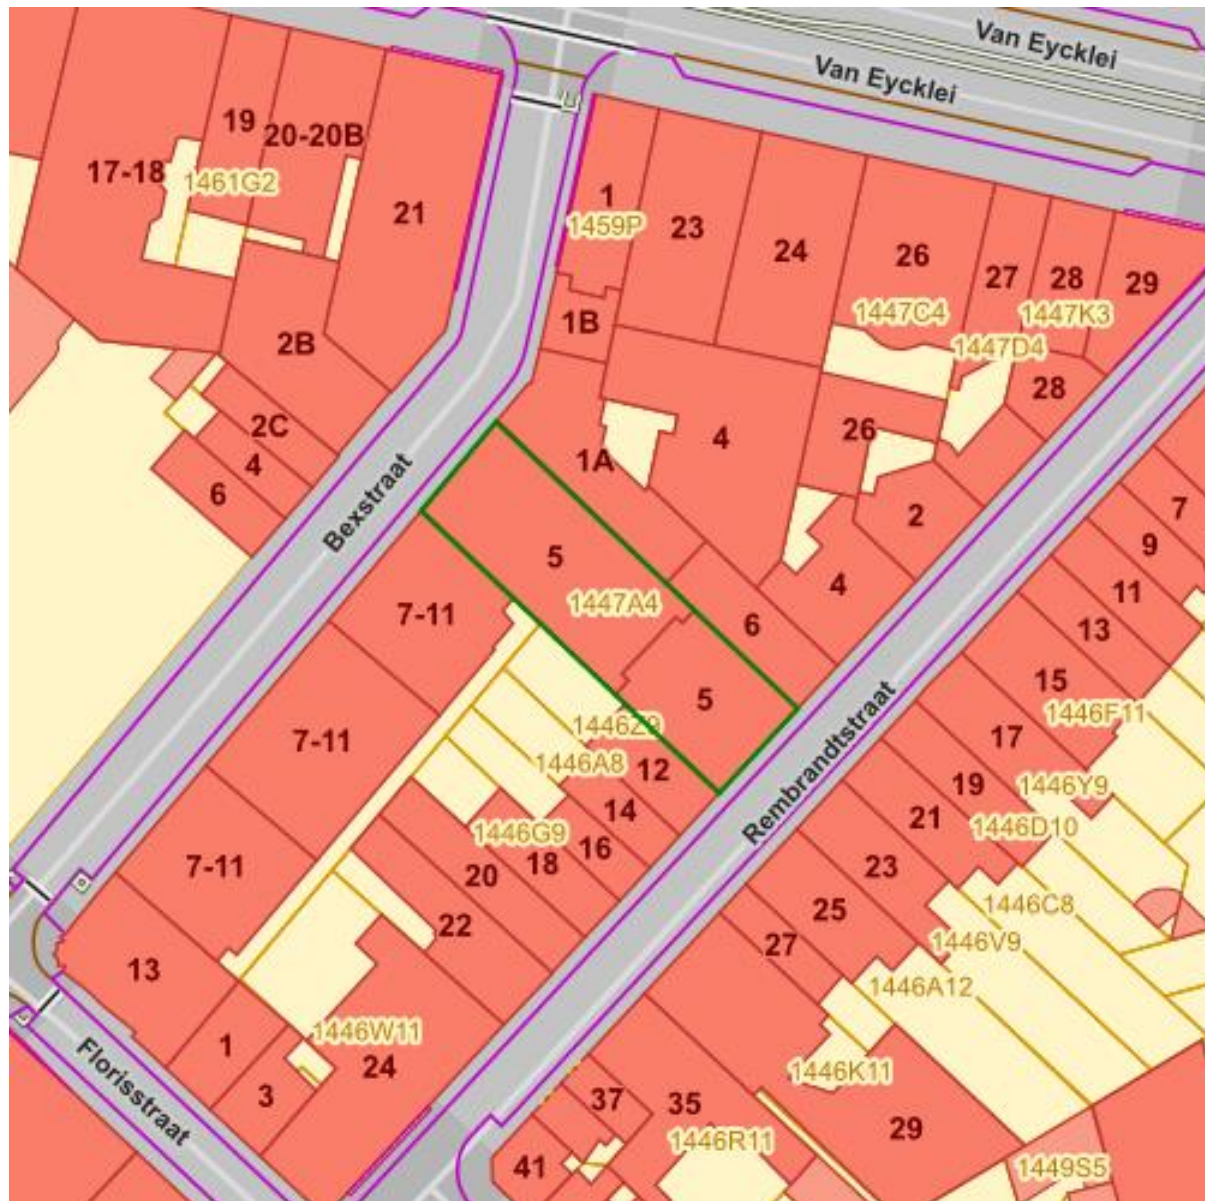 Van Eycklei
Van Eycklei
19
20-20B
17-18
1461G2
21
1
1459P
23
24
26
27
28
29
1447C4
1447K3
1447D4
1B
2B
28
2C
4
6
1A
4
26
2
7
9
11
13
15
1446F11
Bexstraat
5
1447A4
4
6
7-11
5
1446Z9
1446A8
12
14
16
18
1446G9
20
22
7-11
7-11
Rembrandtstraat
17
19
1446Y9
21
1446D10
23
1446C8
25
1446V9
27
1446A12
13
1
3
1446W11
24
Florisstraat
1446K11
37
35
1446R11
29
41
1449S5